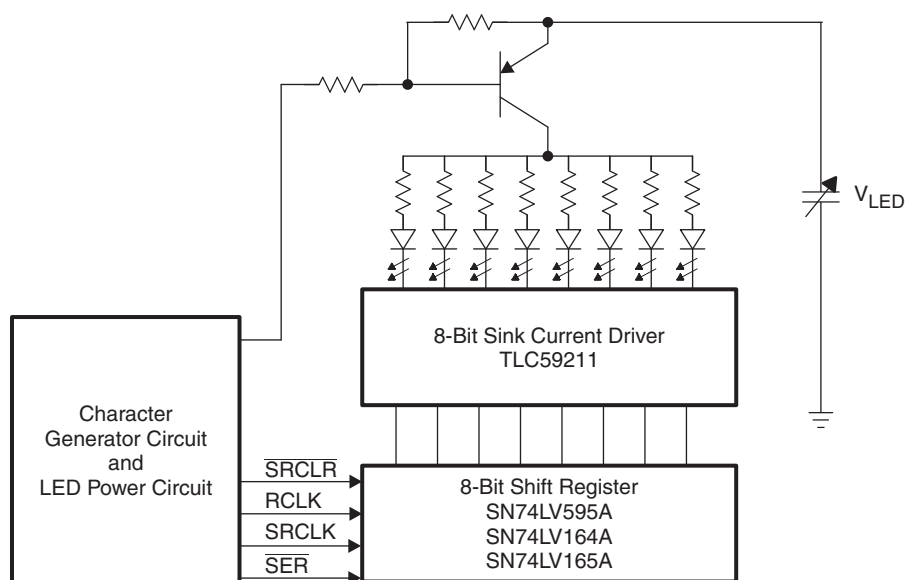 V_LED
8-Bit Sink Current Driver
TLC59211
Character
Generator Circuit
and
LED Power Circuit
SRCLR
RCLK
SRCLK
SER
8-Bit Shift Register
SN74LV595A
SN74LV164A
SN74LV165A